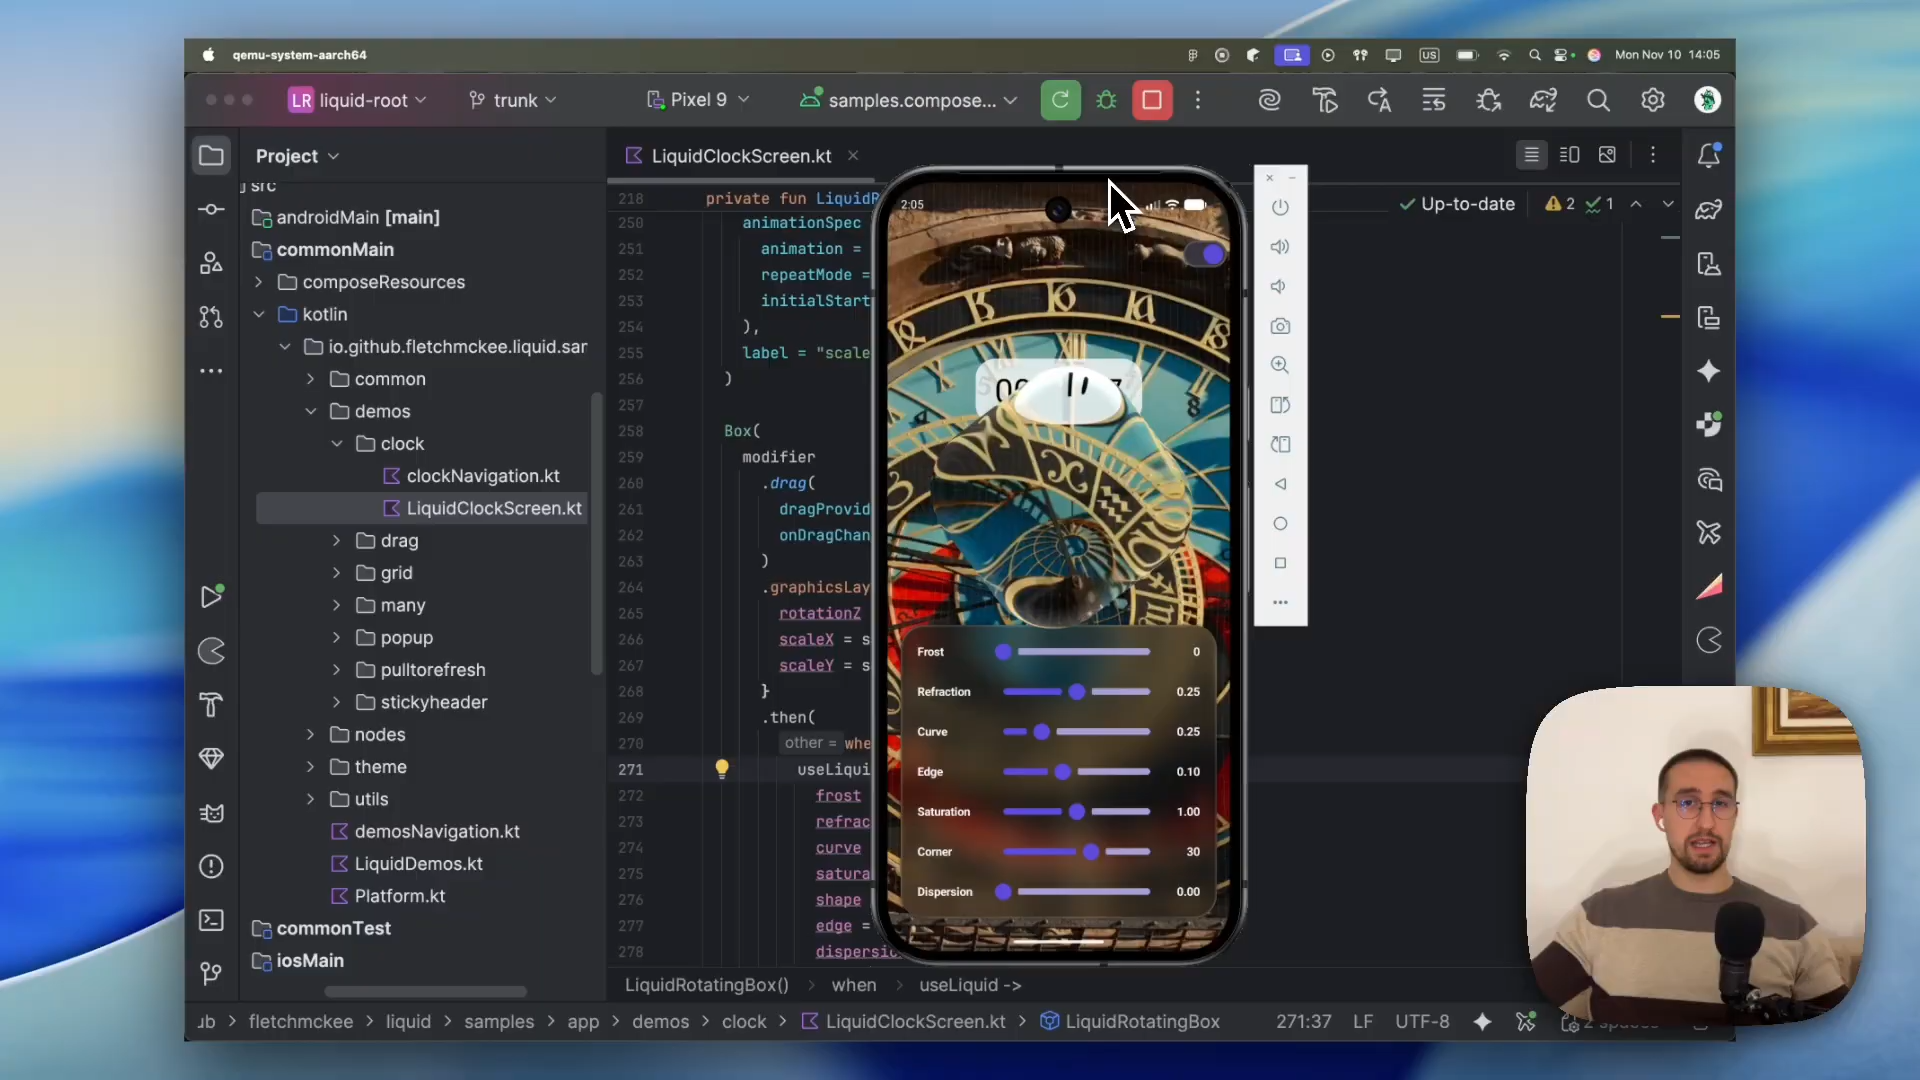 qemu-system-aarch64
US
Mon Nov 10 14:05
LR liquid-root
trunk
Pixel 9
samples.compose...
Project
LiquidClockScreen.kt
src
androidMain [main]
commonMain
composeResources
kotlin
io.github.fletchmckee.liquid.sar
common
demos
clock
clockNavigation.kt
LiquidClockScreen.kt
drag
grid
many
popup
pulltorefresh
stickyheader
nodes
theme
utils
demosNavigation.kt
LiquidDemos.kt
Platform.kt
commonTest
iosMain
218 private fun LiquidR
250 animationSpec
251 animation =
252 repeatMode =
253 initialStart
254 ),
255 label = "scale
256 )
257
258 Box(
259 modifier
260 .drag(
261 dragProvid
262 onDragChan
263 )
264 .graphicsLay
265 rotationZ
266 scaleX = s
267 scaleY = s
268 }
269 .then(
270 other = whe
271 useLiqui
272 frost
273 refrac
274 curve
275 satura
276 shape
277 edge =
278 dispersic
Up-to-date
2
1
2:05
Frost 0
Refraction 0.25
Curve 0.25
Edge 0.10
Saturation 1.00
Corner 30
Dispersion 0.00
LiquidRotatingBox() > when > useLiquid ->
ub > fletchmckee > liquid > samples > app > demos > clock > LiquidClockScreen.kt > LiquidRotatingBox
271:37
LF
UTF-8
2 spaces